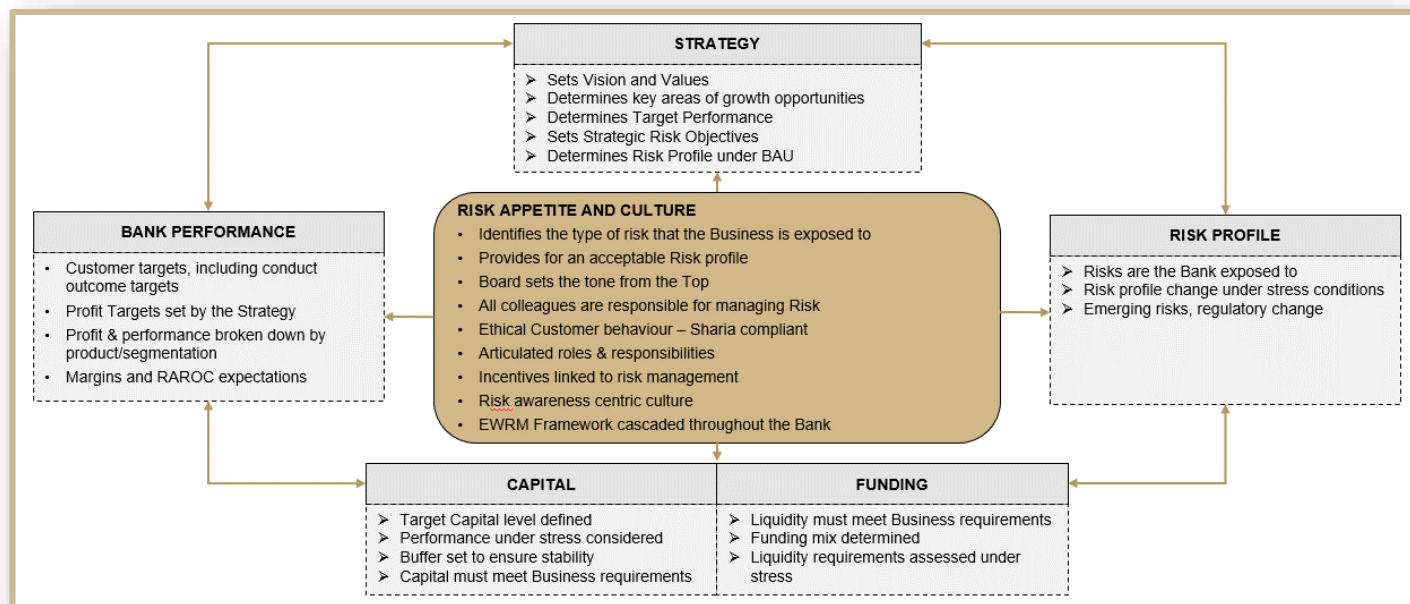 STRATEGY
➢ Sets Vision and Values
➢ Determines key areas of growth opportunities
➢ Determines Target Performance
➢ Sets Strategic Risk Objectives
➢ Determines Risk Profile under BAU
BANK PERFORMANCE
• Customer targets, including conduct
outcome targets
• Profit Targets set by the Strategy
• Profit & performance broken down by
product/segmentation
• Margins and RAROC expectations
RISK APPETITE AND CULTURE
• Identifies the type of risk that the Business is exposed to
• Provides for an acceptable Risk profile
• Board sets the tone from the Top
• All colleagues are responsible for managing Risk
• Ethical Customer behaviour – Sharia compliant
• Articulated roles & responsibilities
• Incentives linked to risk management
• Risk awareness centric culture
• EWRM Framework cascaded throughout the Bank
RISK PROFILE
➢ Risks are the Bank exposed to
➢ Risk profile change under stress conditions
➢ Emerging risks, regulatory change
CAPITAL
➢ Target Capital level defined
➢ Performance under stress considered
➢ Buffer set to ensure stability
➢ Capital must meet Business requirements
FUNDING
➢ Liquidity must meet Business requirements
➢ Funding mix determined
➢ Liquidity requirements assessed under
stress